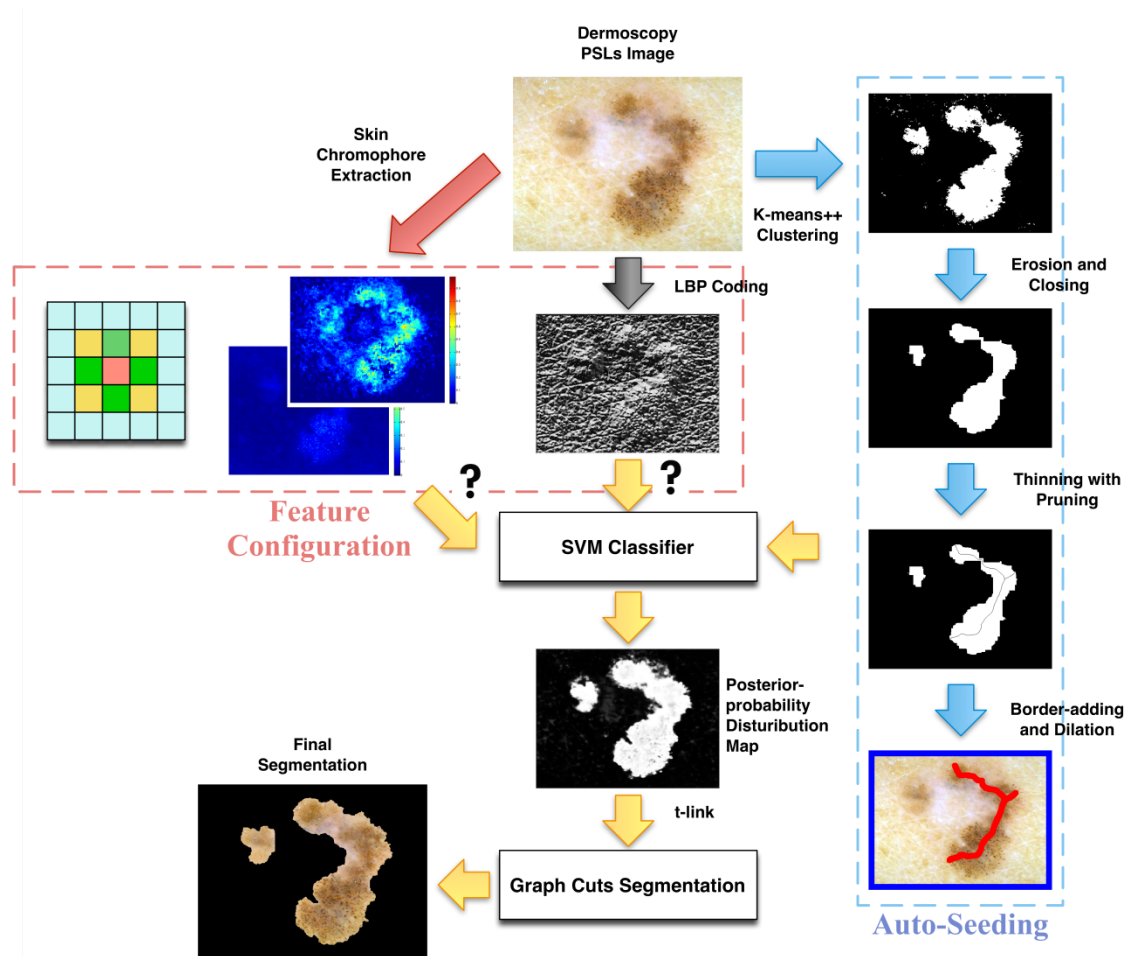 Dermoscopy
PSLs Image
Skin
Chromophore
Extraction
K-means++
Clustering
LBP Coding
Erosion and
Closing
?
?
Feature
Configuration
Thinning with
Pruning
SVM Classifier
Posterior-
probability
Disturibution
Map
Border-adding
and Dilation
Final
Segmentation
t-link
Graph Cuts Segmentation
Auto-Seeding